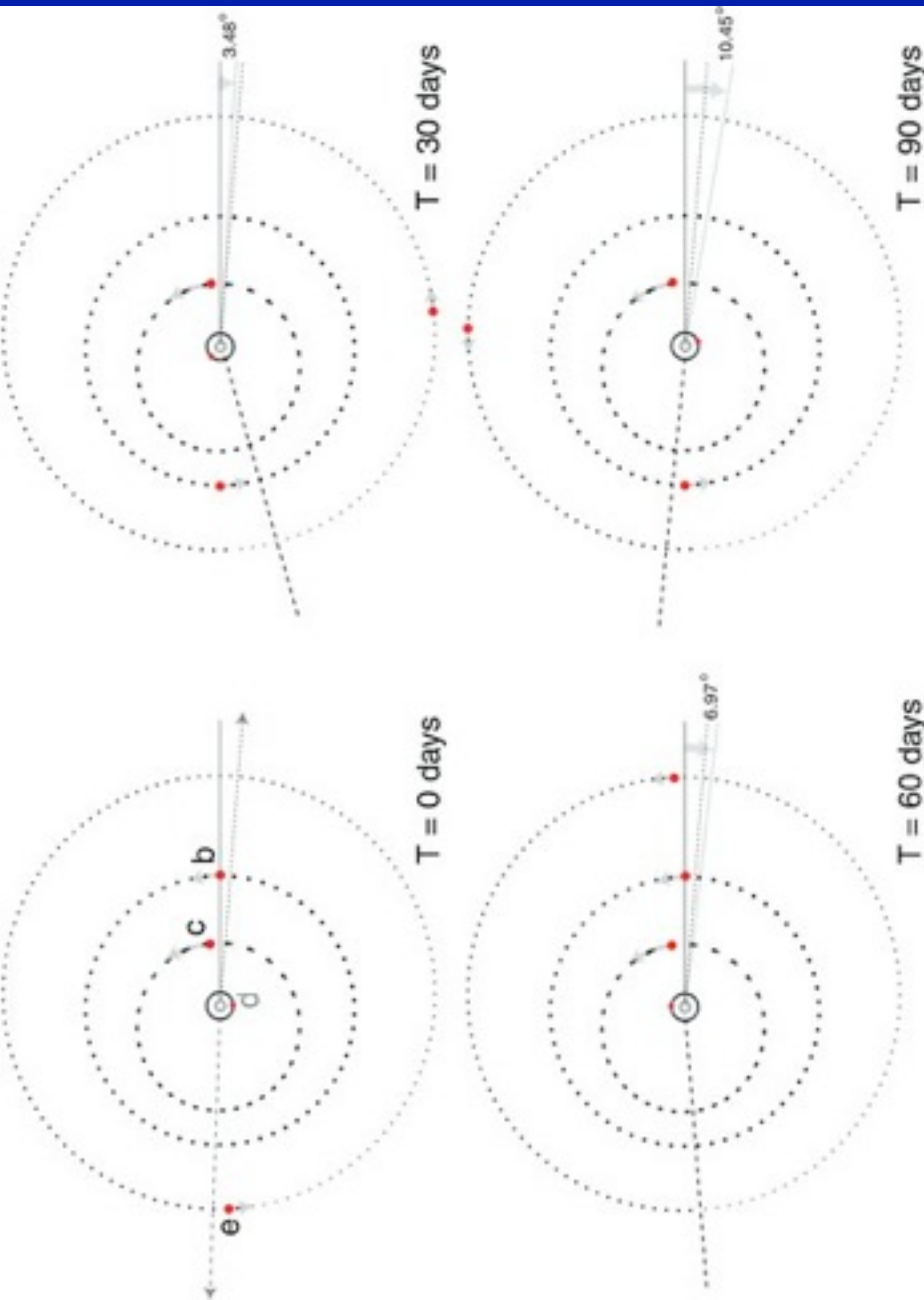 b
c
d
e
T = 0 days
3.48°
T = 30 days
6.97°
T = 60 days
10.45°
T = 90 days